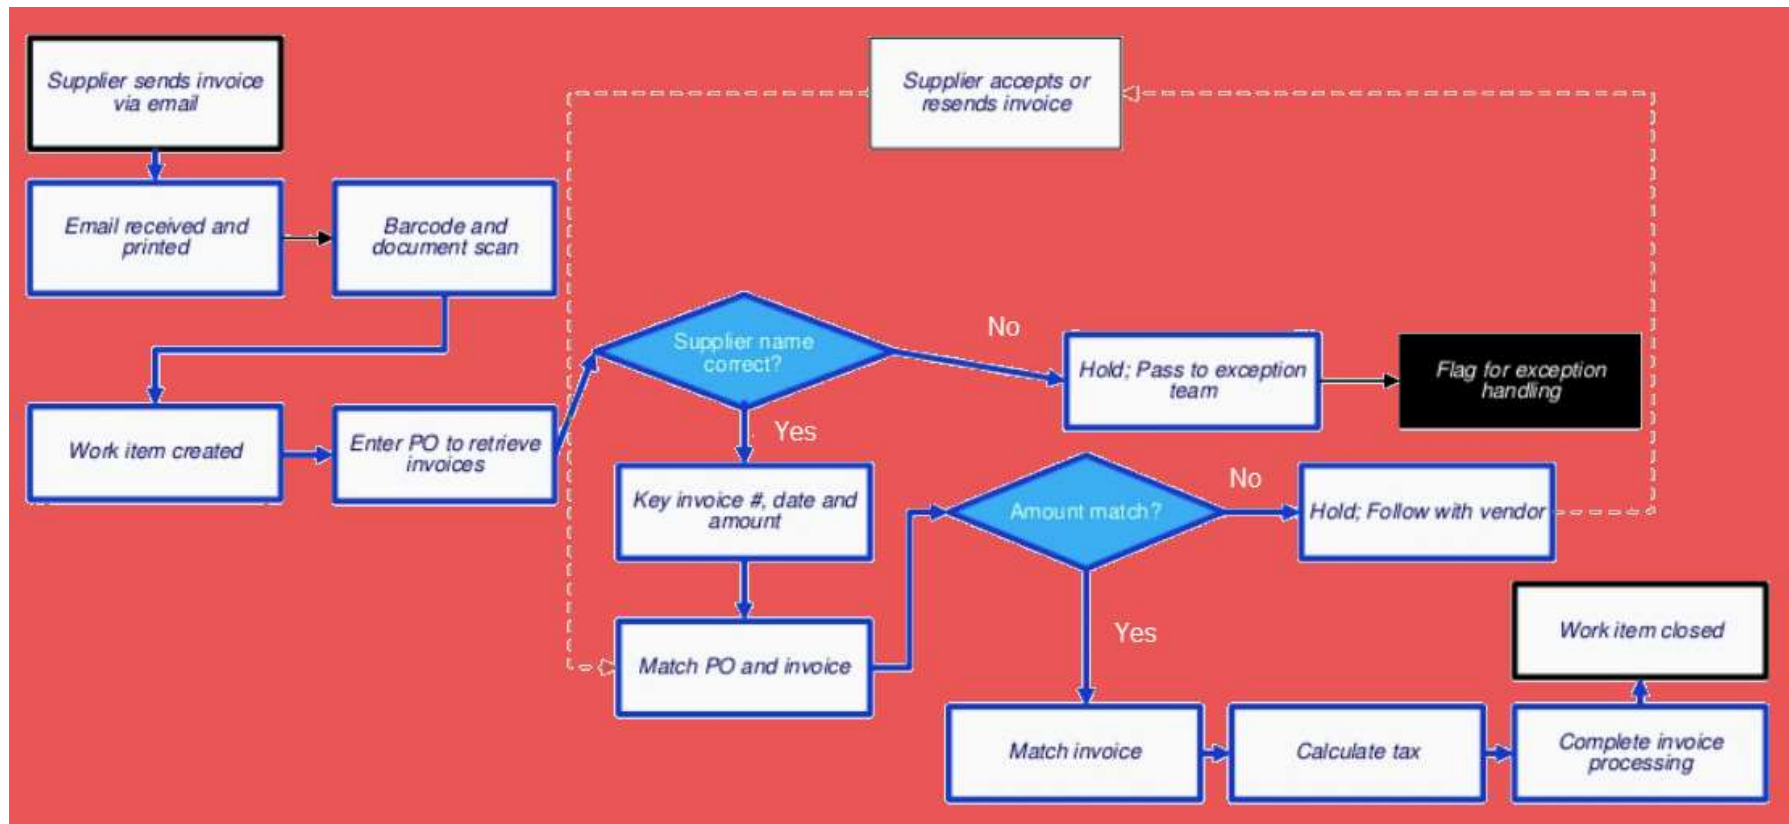 Supplier sends invoice
via email
Supplier accepts or
resends invoice
Email received and
printed
Barcode and
document scan
Supplier name
correct?
No
Hold; Pass to exception
team
Flag for exception
handling
Yes
Work item created
Enter PO to retrieve
invoices
Key invoice #, date and
amount
Amount match?
No
Hold; Follow with vendor
Yes
Match PO and invoice
Work item closed
Match invoice
Calculate tax
Complete invoice
processing